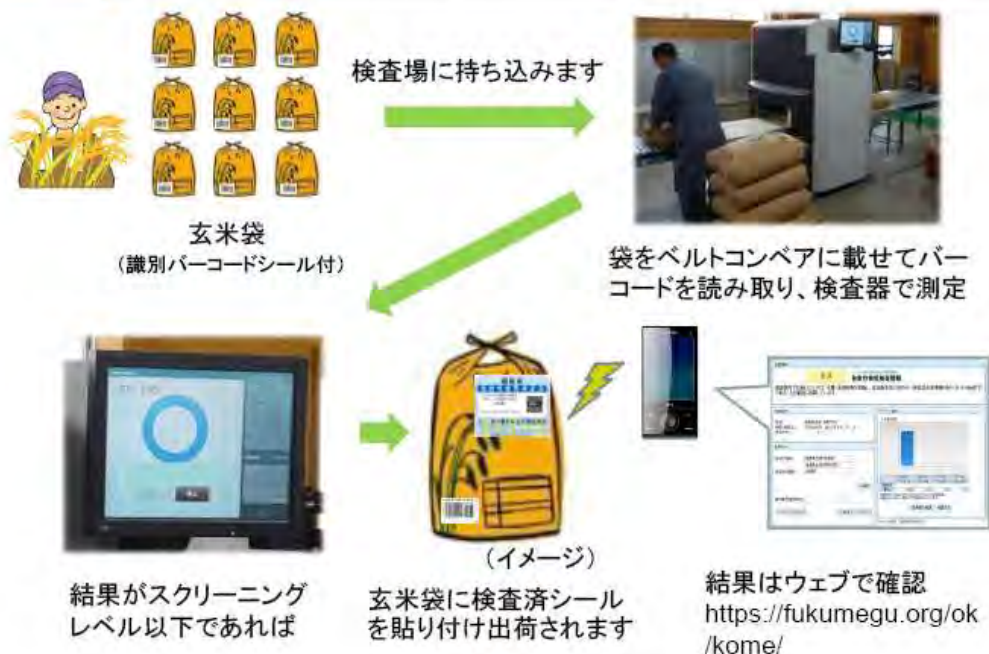 検査場に持ち込みます
玄米袋
(識別バーコードシール付)
袋をベルトコンベアに載せてバー
コードを読み取り、検査器で測定
結果がスクリーニング
レベル以下であれば
(イメージ)
玄米袋に検査済シール
を貼り付け出荷されます
結果はウェブで確認
https://fukumegu.org/ok
/kome/